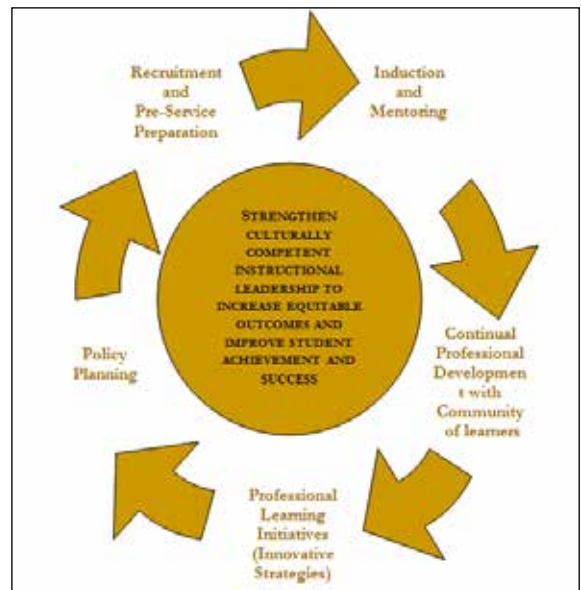 Recruitment
and
Pre-Service
Preparation
Induction
and
Mentoring
STRENGTHEN
CULTURALLY
COMPETENT
INSTRUCTIONAL
LEADERSHIP TO
INCREASE EQUITABLE
OUTCOMES AND
IMPROVE STUDENT
ACHIEVEMENT AND
SUCCESS
Continual
Professional
Developmen
t with
Community
of learners
Professional
Learning
Initiatives
(Innovative
Strategies)
Policy
Planning